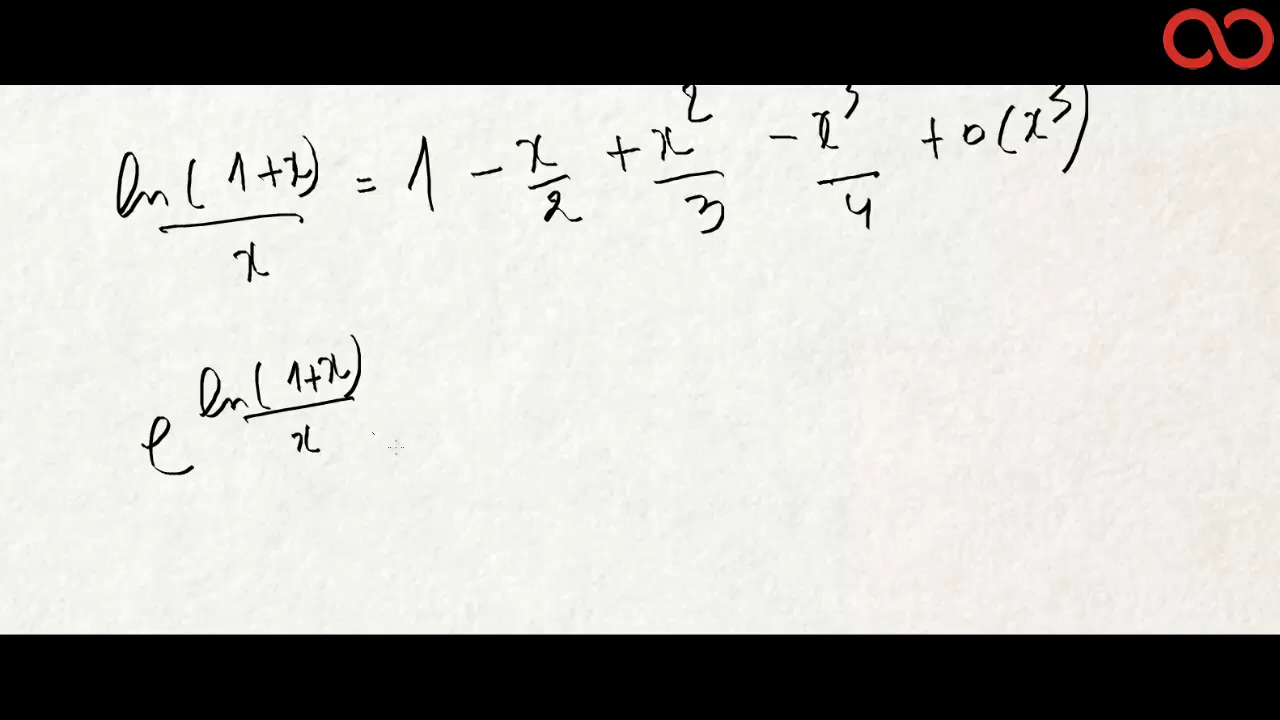 ln(1+x)/x = 1 - x/2 + x²/3 - x³/4 + o(x³)
e^(ln(1+x)/x)